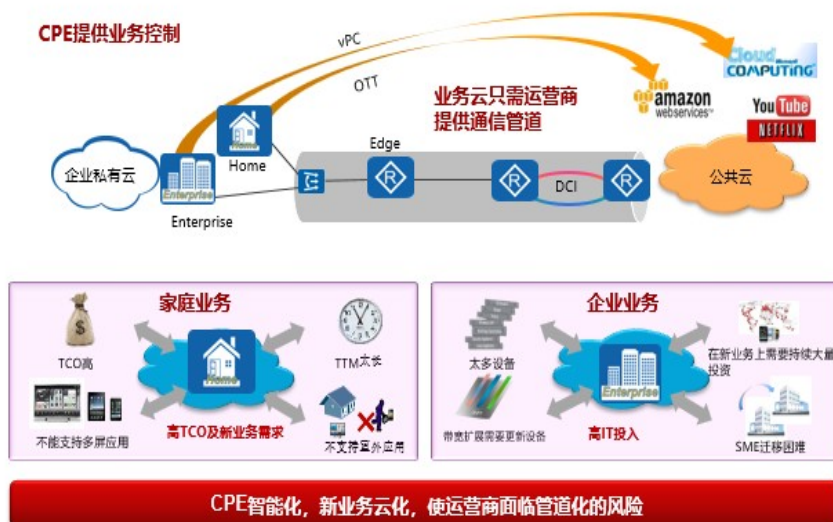 CPE提供业务控制
vPC
OTT
Cloud
Microsoft
COMPUTING
amazon
webservices™
YouTube
NETFLIX
业务云只需运营商
提供通信管道
Edge
Home
企业私有云
Enterprise
Enterprise
R
R
DCI
R
公共云
家庭业务
TCO高
TTM太长
Home
不能支持多屏应用
高TCO及新业务需求
不支持室外应用
企业业务
太多设备
在新业务上需要持续大量
投资
Enterprise
带宽扩展需要更新设备
高IT投入
SME迁移困难
CPE智能化，新业务云化，使运营商面临管道化的风险